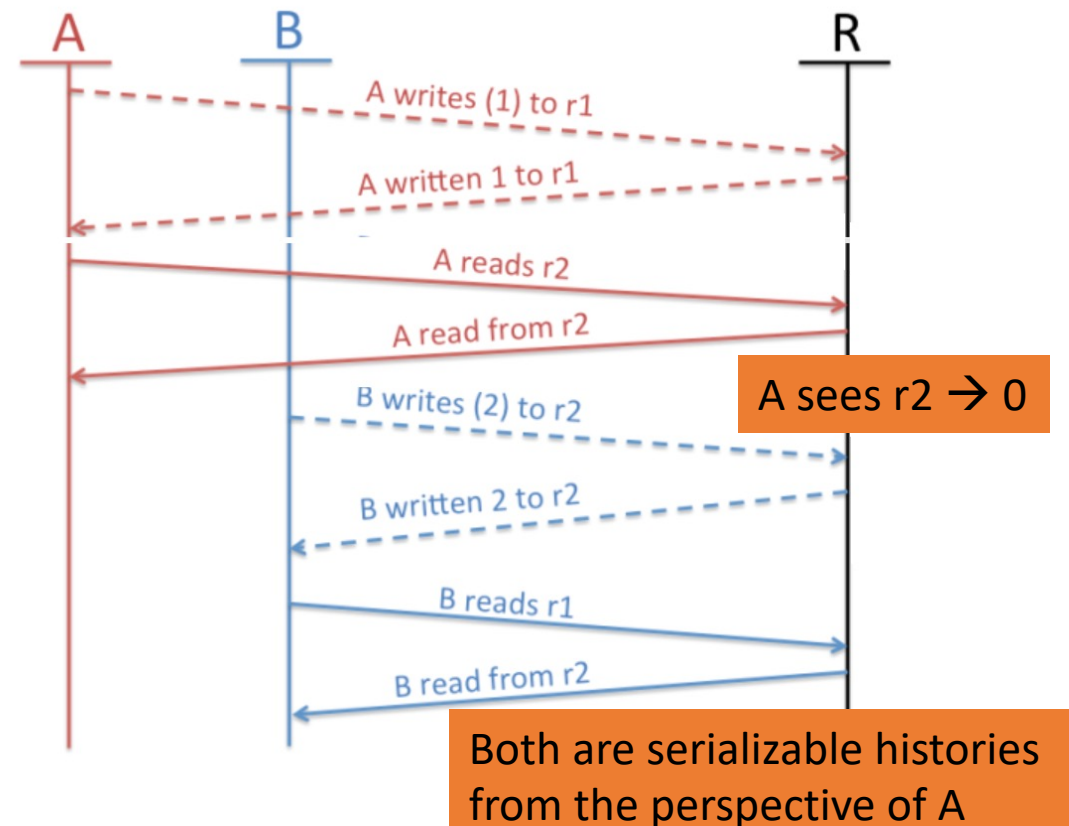 A
B
R
A writes (1) to r1
A written 1 to r1
A reads r2
A read from r2
A sees r2 → 0
B writes (2) to r2
B written 2 to r2
B reads r1
B read from r2
Both are serializable histories
from the perspective of A